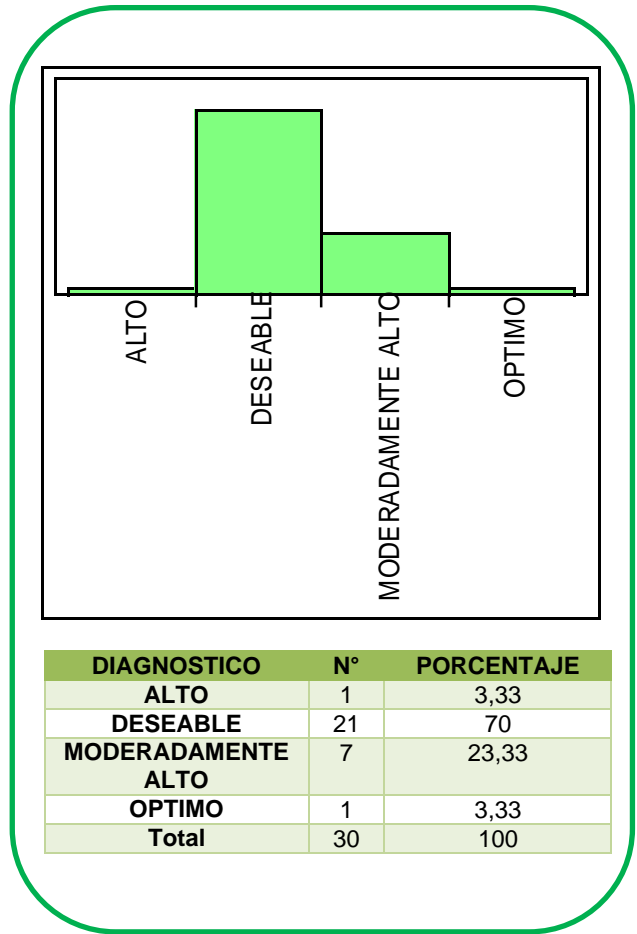 ALTO
DESEABLE
MODERADAMENTE ALTO
OPTIMO
DIAGNOSTICO N° PORCENTAJE
ALTO 1 3,33
DESEABLE 21 70
MODERADAMENTE 7 23,33
ALTO
OPTIMO 1 3,33
Total 30 100